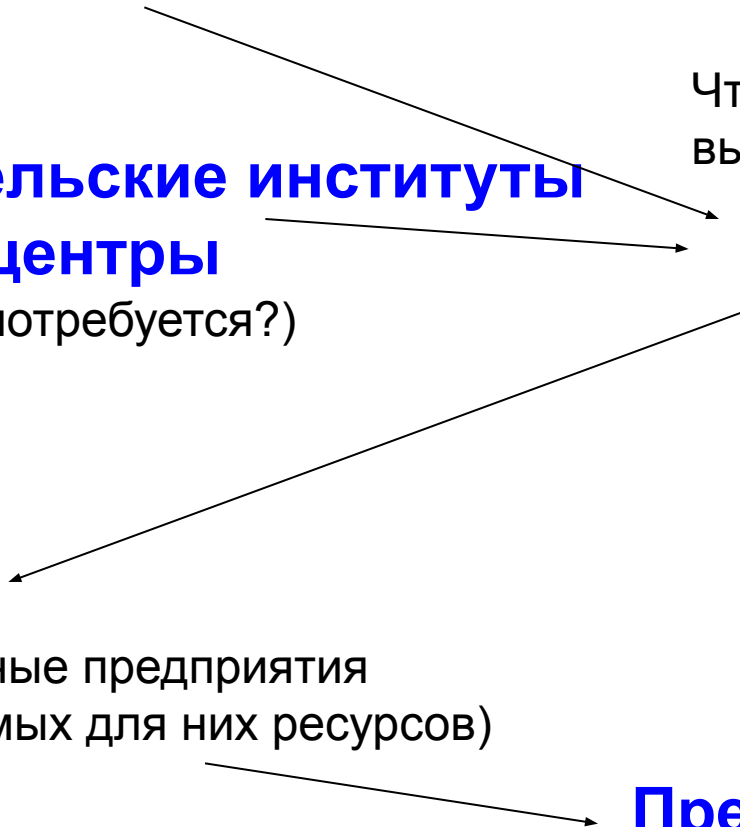 Чт
вы
ельские институты
центры
потребуется?)
ные предприятия
мых для них ресурсов)
Пре